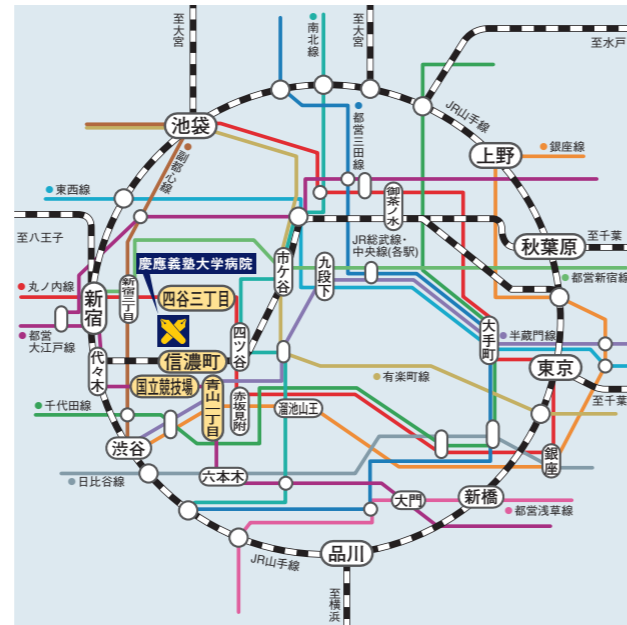 至大宮
●南北線
至大宮
至水戸
JR山手線
池袋
●副都心線
●都営三田線
上野
●銀座線
●東西線
御茶ノ水
至八王子
JR総武線・
中央線(各駅)
秋葉原
至千葉
慶應義塾大学病院
市ケ谷
九段下
●都営新宿線
●丸ノ内線
新宿
新宿三丁目
四谷三丁目
四ツ谷
大手町
●半蔵門線
●都営
大江戸線
代々木
信濃町
東京
国立競技場
青山一丁目
赤坂見附
●有楽町線
至千葉
●千代田線
溜池山王
渋谷
銀座
●日比谷線
六本木
大門
新橋
●都営浅草線
JR山手線
品川
至横浜